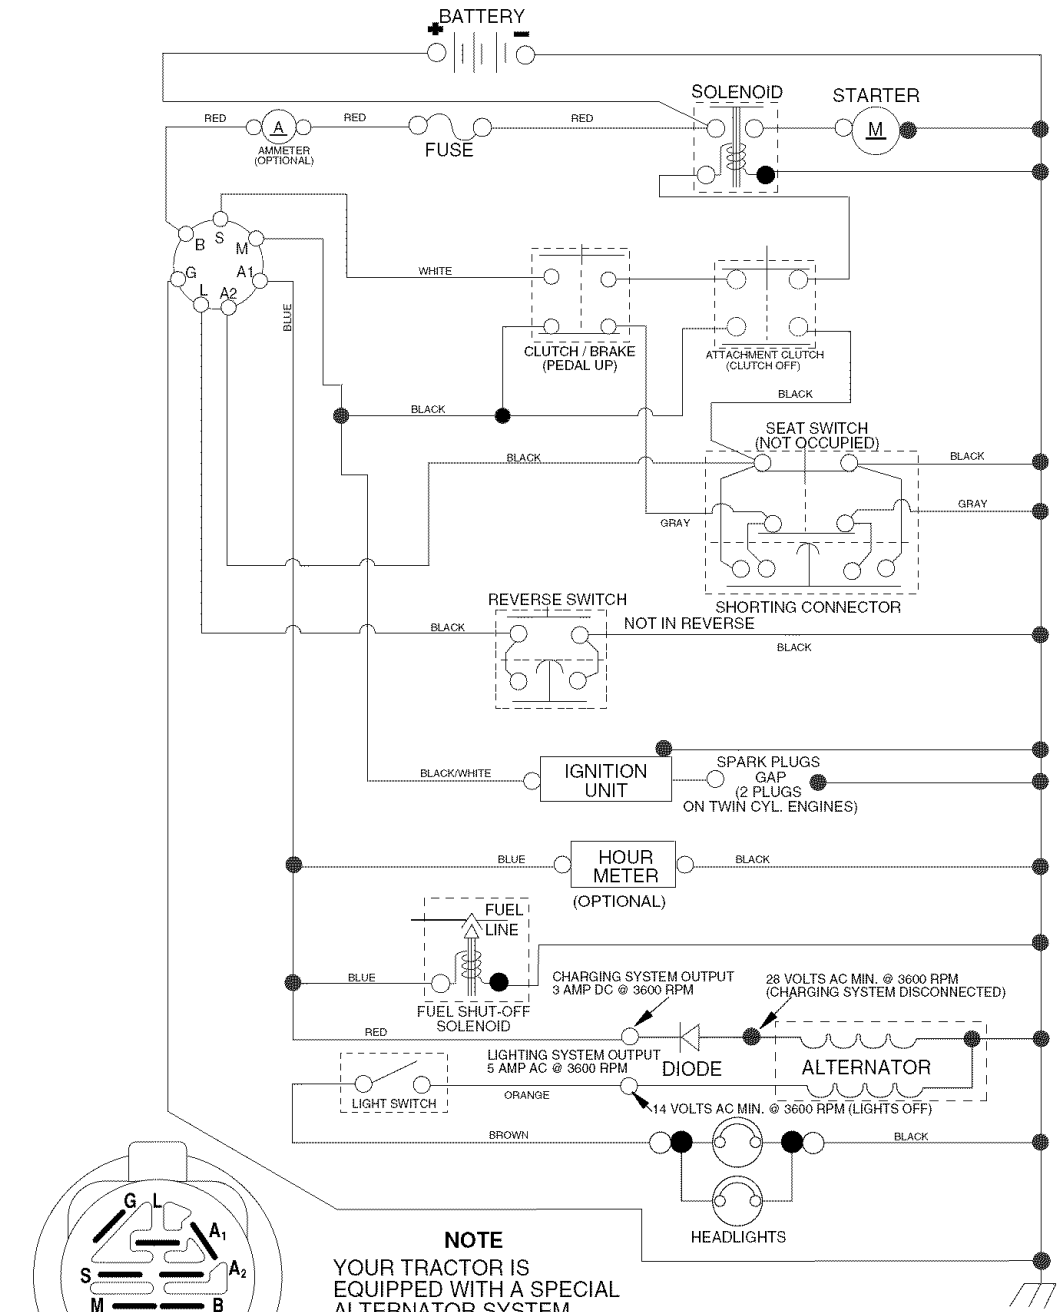 BATTERY
+ -
SOLENOID
STARTER
RED
A
RED
RED
M
AMMETER
(OPTIONAL)
FUSE
B
S
M
G
A1
L
A2
WHITE
BLUE
CLUTCH / BRAKE
(PEDAL UP)
ATTACHMENT CLUTCH
(CLUTCH OFF)
BLACK
BLACK
SEAT SWITCH
(NOT OCCUPIED)
BLACK
BLACK
GRAY
GRAY
REVERSE SWITCH
SHORTING CONNECTOR
BLACK
NOT IN REVERSE
BLACK
BLACK/WHITE
IGNITION
UNIT
SPARK PLUGS
GAP
(2 PLUGS
ON TWIN CYL. ENGINES)
BLUE
HOUR
METER
BLACK
(OPTIONAL)
FUEL
LINE
BLUE
CHARGING SYSTEM OUTPUT
3 AMP DC @ 3600 RPM
28 VOLTS AC MIN. @ 3600 RPM
(CHARGING SYSTEM DISCONNECTED)
FUEL SHUT-OFF
SOLENOID
RED
LIGHTING SYSTEM OUTPUT
5 AMP AC @ 3600 RPM
DIODE
ALTERNATOR
LIGHT SWITCH
ORANGE
14 VOLTS AC MIN. @ 3600 RPM (LIGHTS OFF)
BROWN
BLACK
HEADLIGHTS
G
L
A1
S
A2
M
B
NOTE
YOUR TRACTOR IS
EQUIPPED WITH A SPECIAL
ALTERNATOR SYSTEM